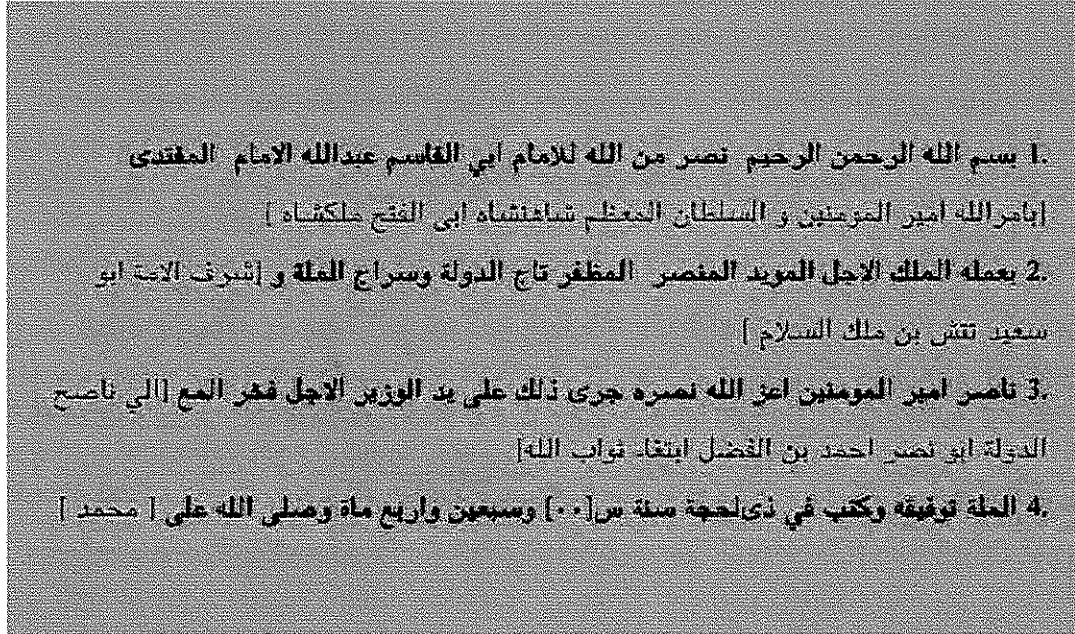 1. بسم الله الرحمن الرحيم نصر من الله للامام ابي القاسم عبدالله الامام المقتدى
[بامرالله امير المومنين و السلطان المعظم شاهنشاه ابى الفتح ملكشاه ]
2. بعمله الملك الاجل المويد المنصر المظفر تاج الدولة وسراج الملة و [شرف الامة ابو
سعيد تتش بن ملك السلام ]
3. ناصر امير المومنين اعز الله نصره جرى ذلك على يد الوزير الاجل فخر المع [الي ناصح
الدولة ابو نصر احمد بن الفضل ابتغاء ثواب الله]
4. الملة توفيقه وكتب في ذىلحجة سنة س[..] وسبعين واربع ماة وصلى الله على [ محمد ]